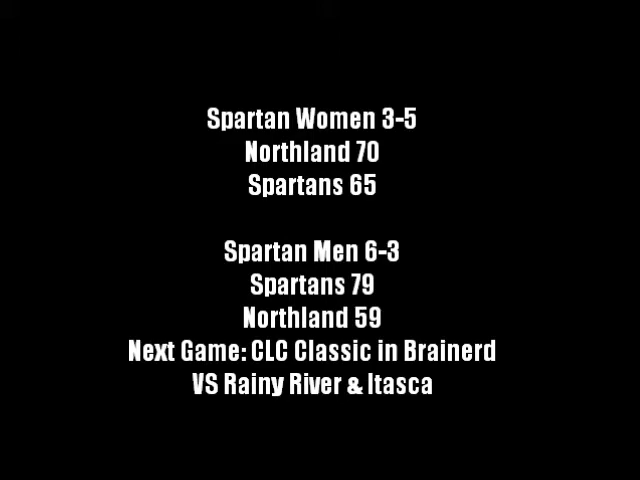 Spartan Women 3-5
Northland 70
Spartans 65
Spartan Men 6-3
Spartans 79
Northland 59
Next Game: CLC Classic in Brainerd
VS Rainy River & Itasca